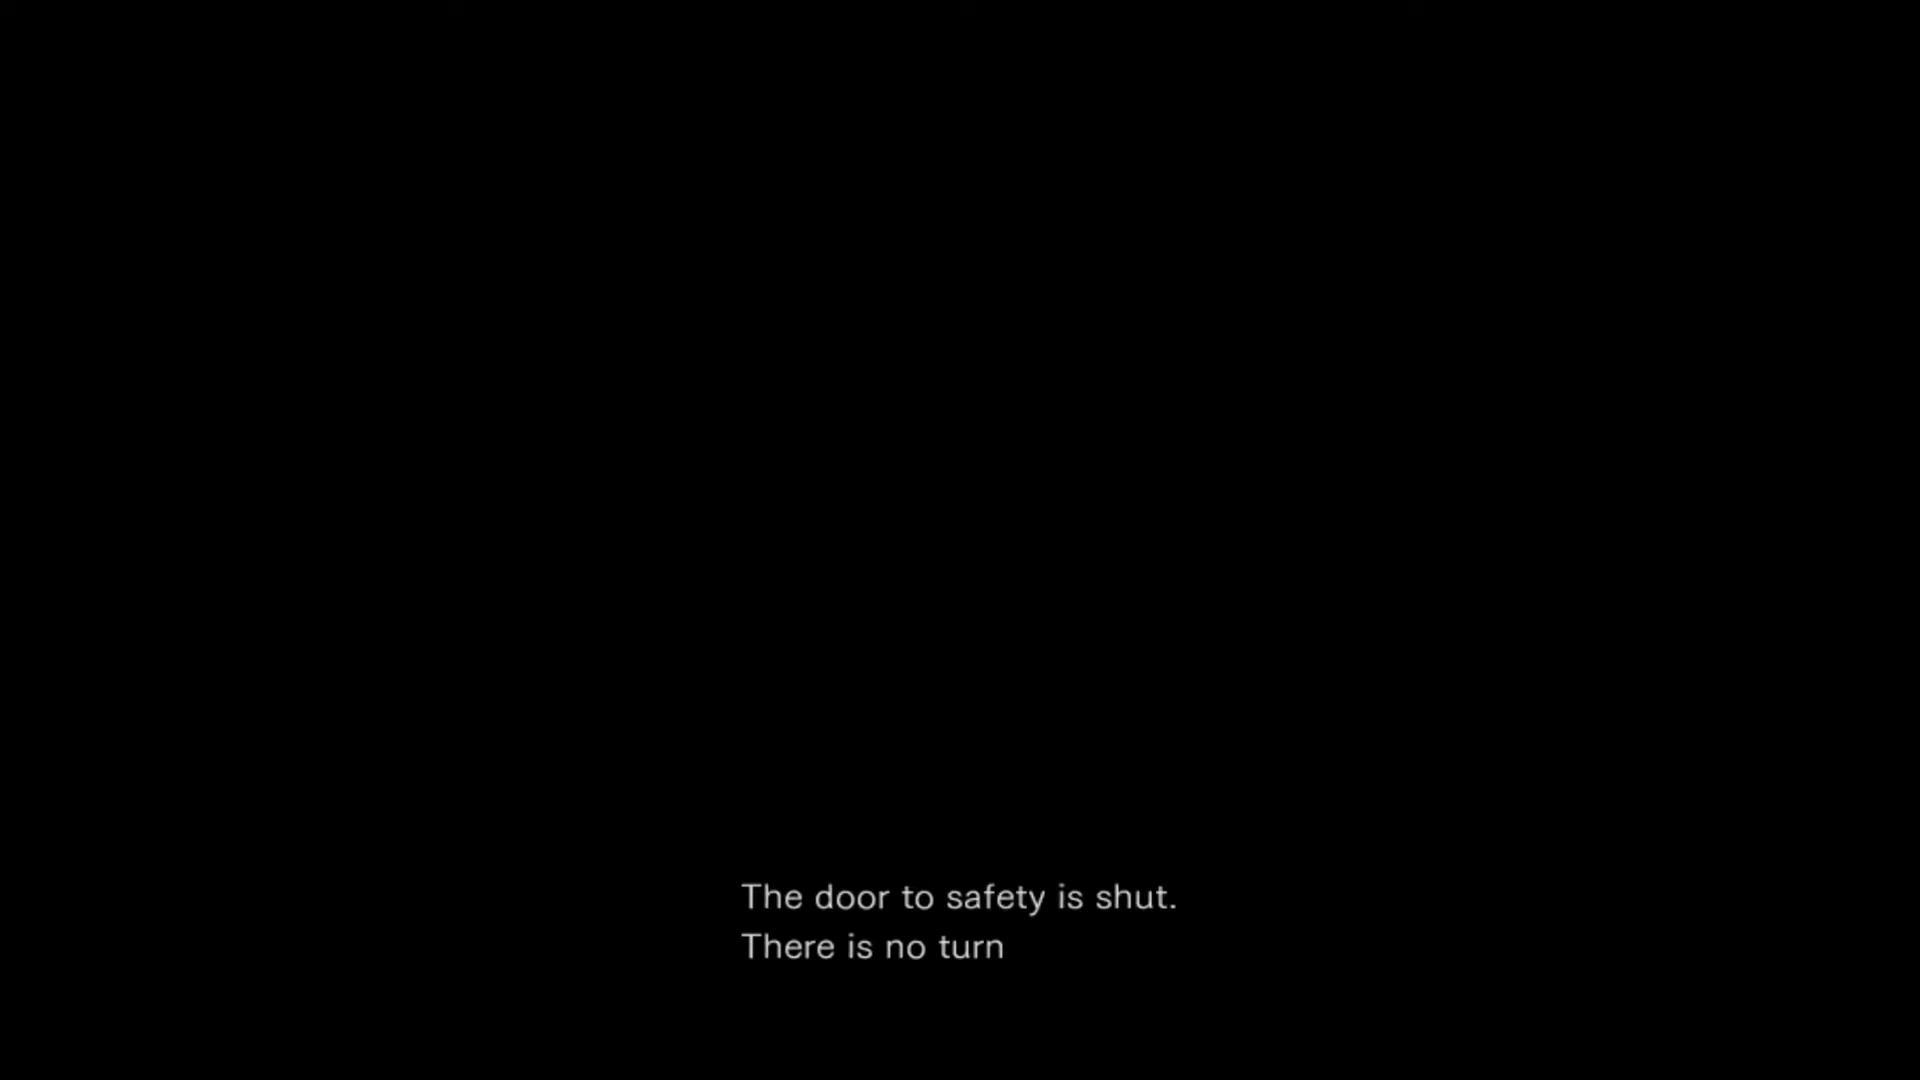 The door to safety is shut.
There is no turn